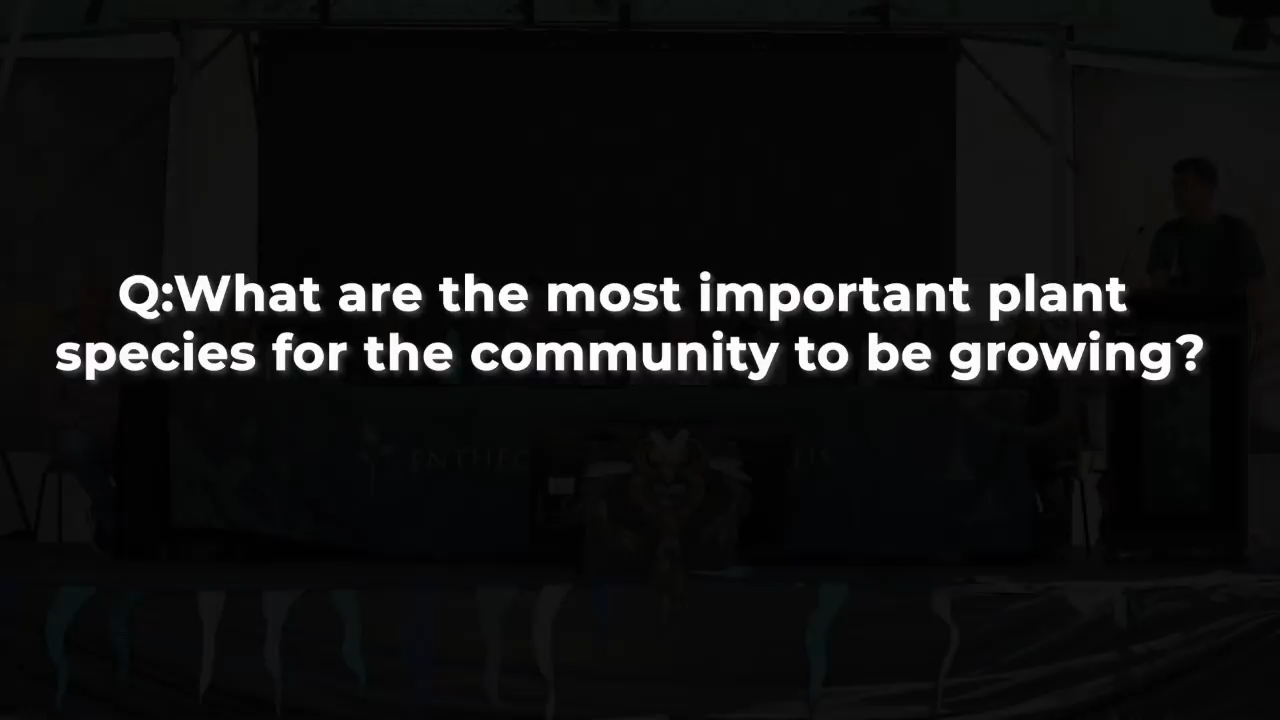 Q:What are the most important plant
species for the community to be growing?